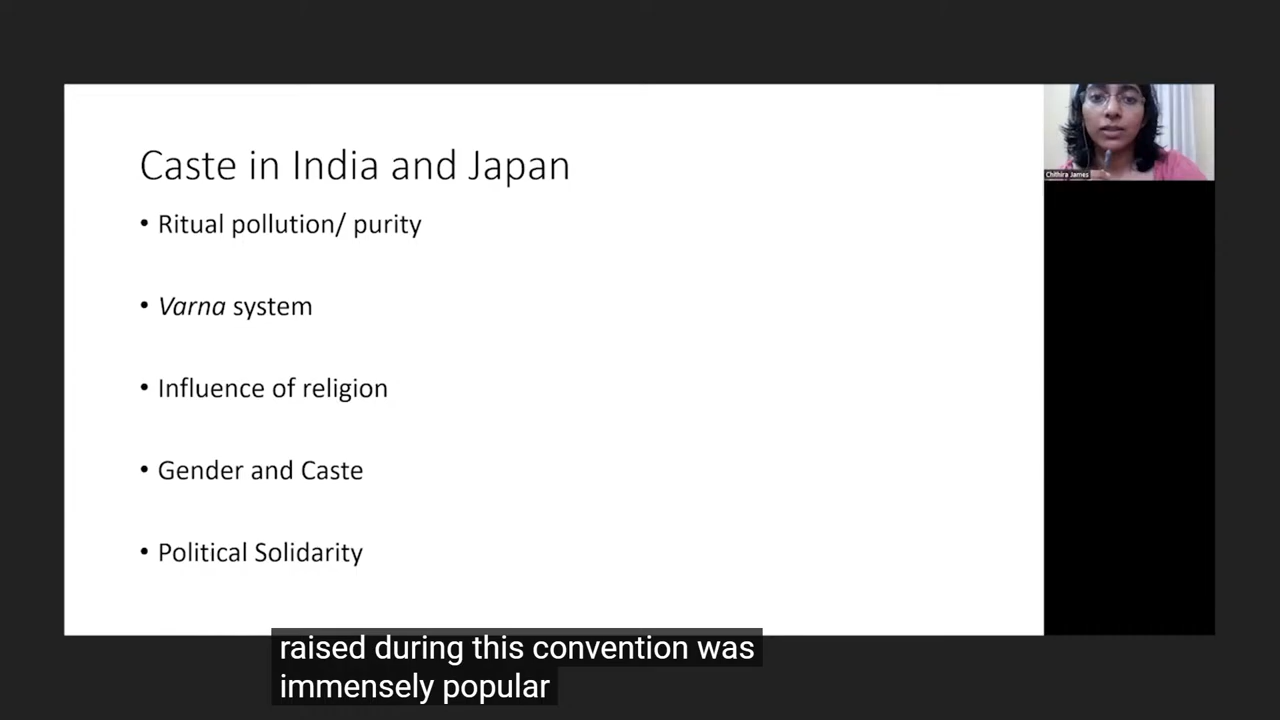 Caste in India and Japan
• Ritual pollution/ purity
• Varna system
• Influence of religion
• Gender and Caste
• Political Solidarity
Chithira James
raised during this convention was
immensely popular